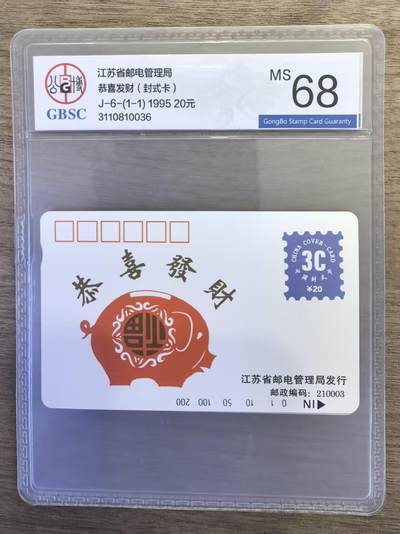 江苏省邮电管理局
恭喜发财（封式卡）
J-6-(1-1) 1995 20元
3110810036
GBSC
MS 68
GongBo Stamp Card Guaranty
恭喜發財
CHINA COVER-CARD
3C
¥20
江苏省邮电管理局发行
邮政编码：210003
IN
0 1 10 50 100 200